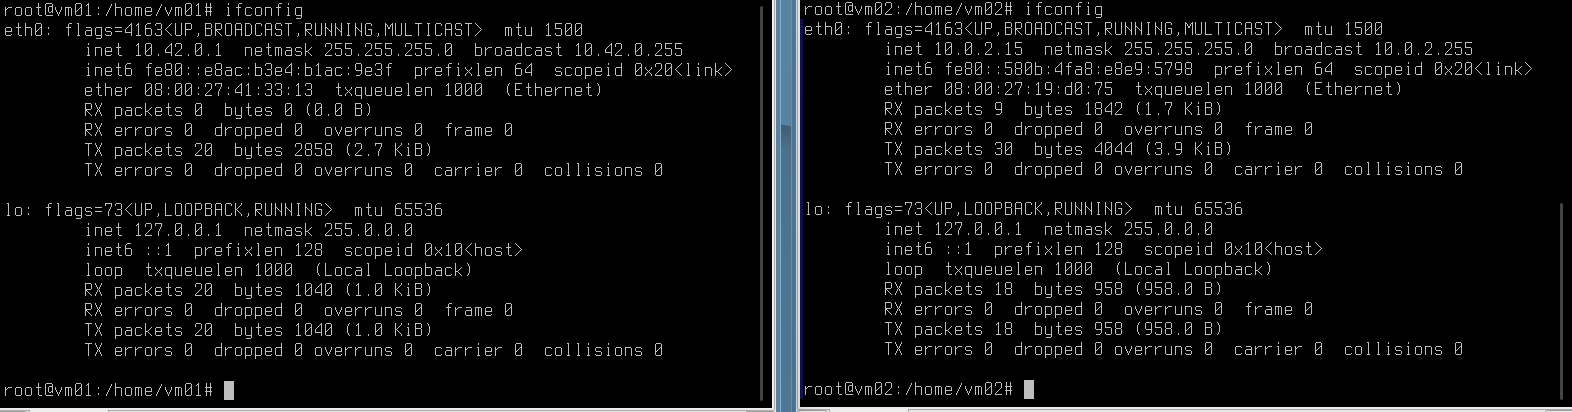 root@vm01:/home/vm01# ifconfig
eth0: flags=4163<UP,BROADCAST,RUNNING,MULTICAST>  mtu 1500
        inet 10.42.0.1  netmask 255.255.255.0  broadcast 10.42.0.255
        inet6 fe80::e8ac:b3e4:b1ac:9e3f  prefixlen 64  scopeid 0x20<link>
        ether 08:00:27:41:33:13  txqueuelen 1000  (Ethernet)
        RX packets 0  bytes 0 (0.0 B)
        RX errors 0  dropped 0  overruns 0  frame 0
        TX packets 20  bytes 2858 (2.7 KiB)
        TX errors 0  dropped 0 overruns 0  carrier 0  collisions 0

lo: flags=73<UP,LOOPBACK,RUNNING>  mtu 65536
        inet 127.0.0.1  netmask 255.0.0.0
        inet6 ::1  prefixlen 128  scopeid 0x10<host>
        loop  txqueuelen 1000  (Local Loopback)
        RX packets 20  bytes 1040 (1.0 KiB)
        RX errors 0  dropped 0  overruns 0  frame 0
        TX packets 20  bytes 1040 (1.0 KiB)
        TX errors 0  dropped 0 overruns 0  carrier 0  collisions 0

root@vm01:/home/vm01#
root@vm02:/home/vm02# ifconfig
eth0: flags=4163<UP,BROADCAST,RUNNING,MULTICAST>  mtu 1500
        inet 10.0.2.15  netmask 255.255.255.0  broadcast 10.0.2.255
        inet6 fe80::580b:4fa8:e8e9:5798  prefixlen 64  scopeid 0x20<link>
        ether 08:00:27:19:d0:75  txqueuelen 1000  (Ethernet)
        RX packets 9  bytes 1842 (1.7 KiB)
        RX errors 0  dropped 0  overruns 0  frame 0
        TX packets 30  bytes 4044 (3.9 KiB)
        TX errors 0  dropped 0 overruns 0  carrier 0  collisions 0

lo: flags=73<UP,LOOPBACK,RUNNING>  mtu 65536
        inet 127.0.0.1  netmask 255.0.0.0
        inet6 ::1  prefixlen 128  scopeid 0x10<host>
        loop  txqueuelen 1000  (Local Loopback)
        RX packets 18  bytes 958 (958.0 B)
        RX errors 0  dropped 0  overruns 0  frame 0
        TX packets 18  bytes 958 (958.0 B)
        TX errors 0  dropped 0 overruns 0  carrier 0  collisions 0

root@vm02:/home/vm02#